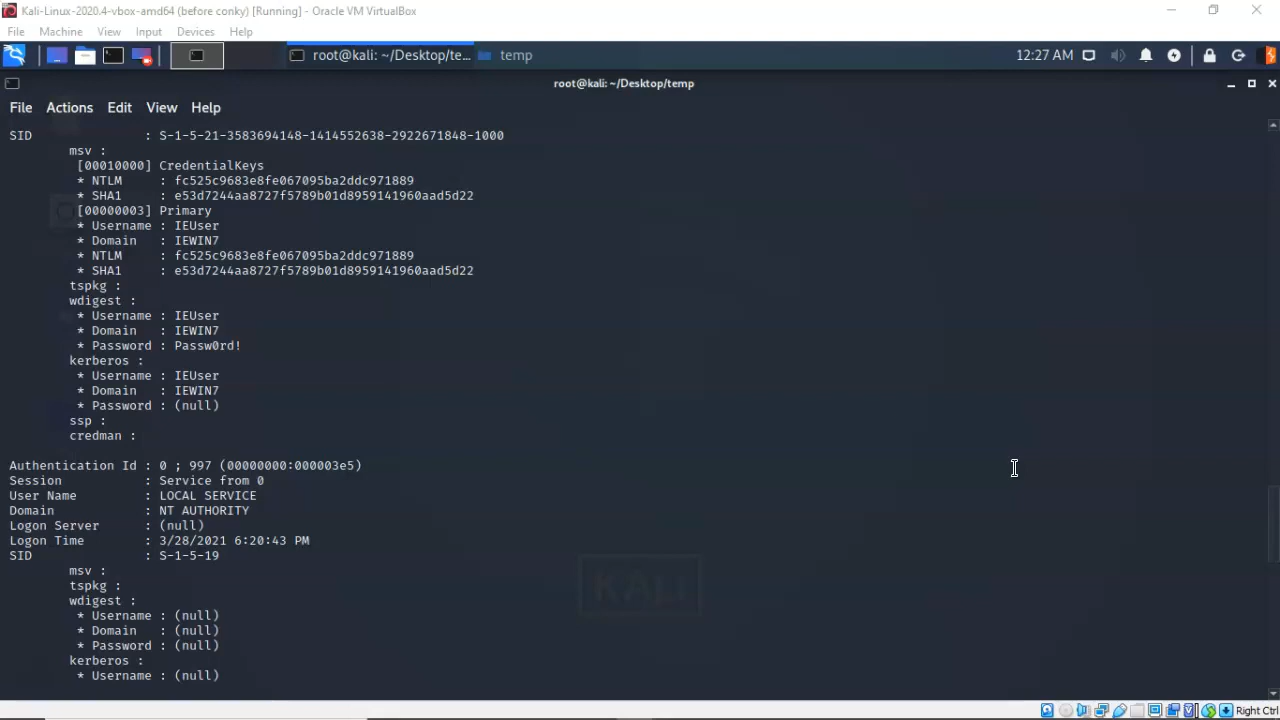 Kali-Linux-2020.4-vbox-amd64 (before conky) [Running] - Oracle VM VirtualBox
File Machine View Input Devices Help
root@kali: ~/Desktop/te... temp 12:27 AM
root@kali: ~/Desktop/temp
File Actions Edit View Help
SID : S-1-5-21-3583694148-1414552638-2922671848-1000
msv :
[00010000] CredentialKeys
* NTLM : fc525c9683e8fe067095ba2ddc971889
* SHA1 : e53d7244aa8727f5789b01d8959141960aad5d22
[00000003] Primary
* Username : IEUser
* Domain : IEWIN7
* NTLM : fc525c9683e8fe067095ba2ddc971889
* SHA1 : e53d7244aa8727f5789b01d8959141960aad5d22
tspkg :
wdigest :
* Username : IEUser
* Domain : IEWIN7
* Password : Passw0rd!
kerberos :
* Username : IEUser
* Domain : IEWIN7
* Password : (null)
ssp :
credman :
Authentication Id : 0 ; 997 (00000000:000003e5)
Session : Service from 0
User Name : LOCAL SERVICE
Domain : NT AUTHORITY
Logon Server : (null)
Logon Time : 3/28/2021 6:20:43 PM
SID : S-1-5-19
msv :
tspkg :
wdigest :
* Username : (null)
* Domain : (null)
* Password : (null)
kerberos :
* Username : (null)
KALI
Right Ctrl